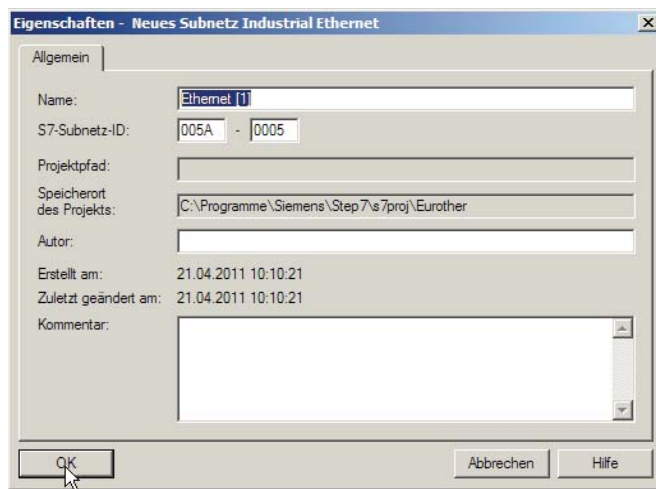 Eigenschaften - Neues Subnetz Industrial Ethernet
Allgemein
Name: Ethernet [1]
S7-Subnetz-ID: 005A - 0005
Projektpfad:
Speicherort
des Projekts: C:\Programme\Siemens\Step7\s7proj\Eurother
Autor:
Erstellt am: 21.04.2011 10:10:21
Zuletzt geändert am: 21.04.2011 10:10:21
Kommentar:
OK Abbrechen Hilfe